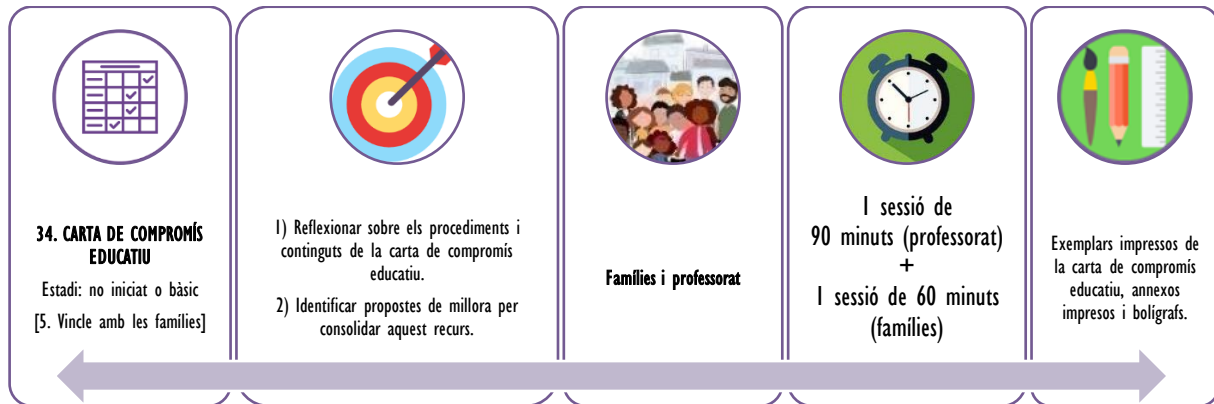 34. CARTA DE COMPROMÍS
EDUCATIU
Estadi: no iniciat o bàsic
[5. Vincle amb les famílies]
1) Reflexionar sobre els procediments i
continguts de la carta de compromís
educatiu.
2) Identificar propostes de millora per
consolidar aquest recurs.
Famílies i professorat
1 sessió de
90 minuts (professorat)
+
1 sessió de 60 minuts
(famílies)
Exemplars impressos de
la carta de compromís
educatiu, annexos
impresos i bolígrafs.